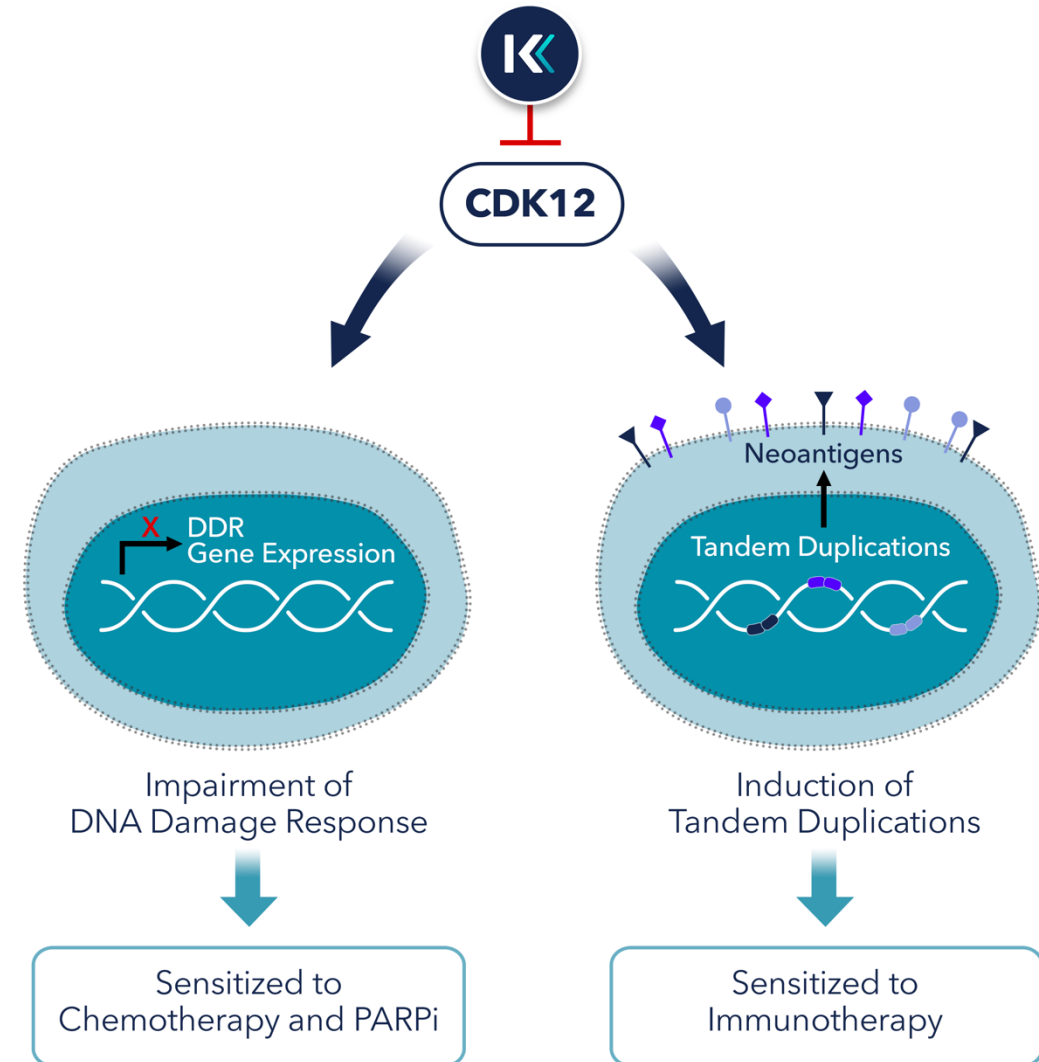 CDK12
X
DDR
Gene Expression
Neoantigens
Tandem Duplications
Impairment of
DNA Damage Response
Induction of
Tandem Duplications
Sensitized to
Chemotherapy and PARPi
Sensitized to
Immunotherapy